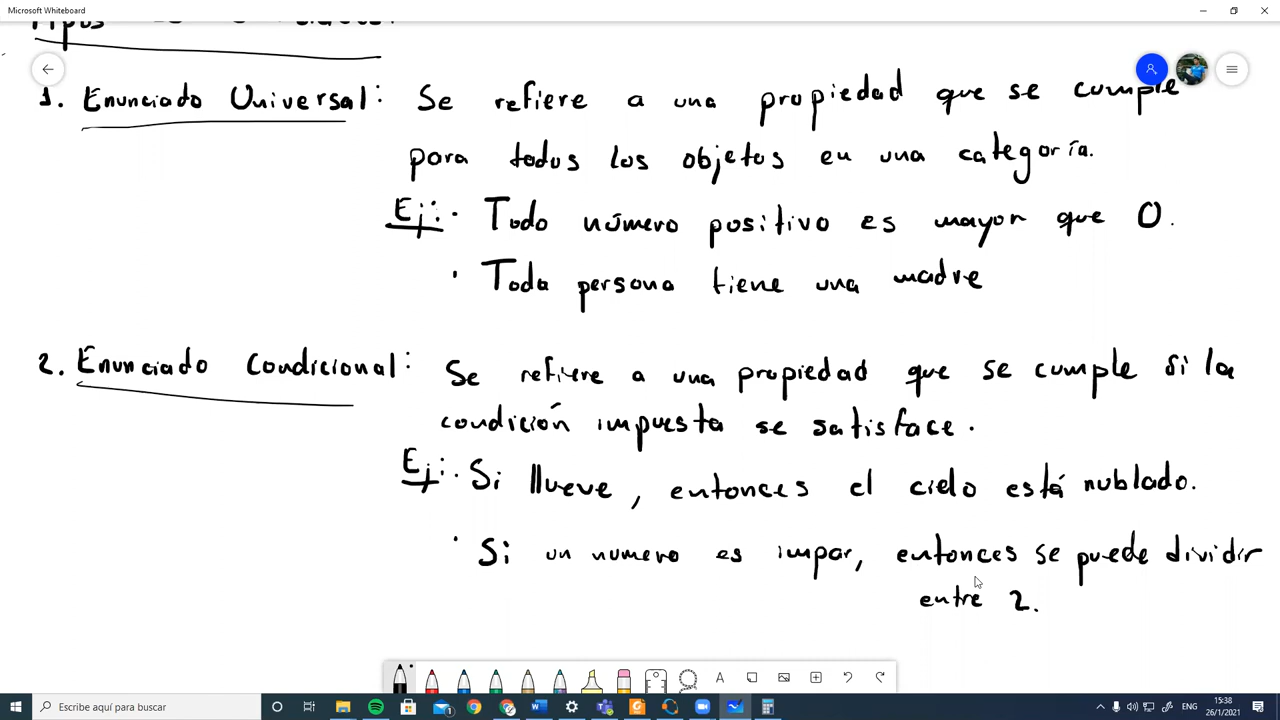 Microsoft Whiteboard
1. Enunciado Universal: Se refiere a una propiedad que se cumple
para todos los objetos en una categoría.
Ej: · Todo número positivo es mayor que 0.
· Toda persona tiene una madre
2. Enunciado Condicional: Se refiere a una propiedad que se cumple si la
condición impuesta se satisface.
Ej: · Si llueve, entonces el cielo está nublado.
· Si un numero es impar, entonces se puede dividir
entre 2.
Escribe aquí para buscar
ENG
15:38
26/1/2021